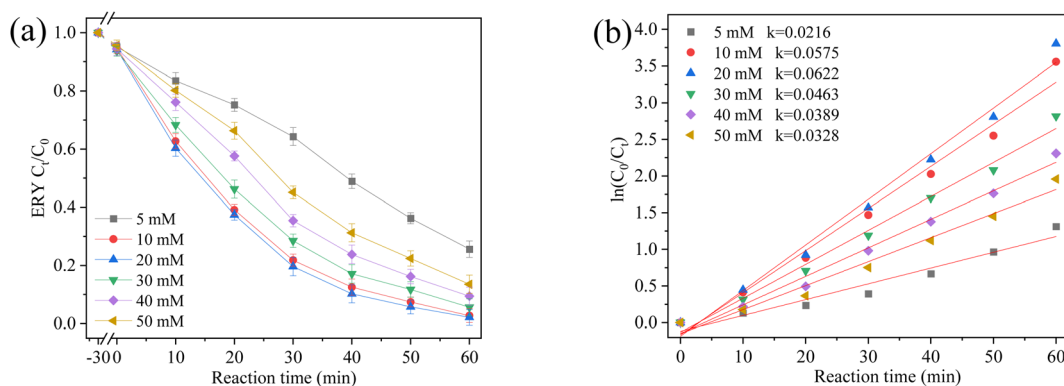 (a)
ERY Cₜ/C₀
1.0
0.8
0.6
0.4
0.2
0.0
5 mM
10 mM
20 mM
30 mM
40 mM
50 mM
-30 0 10 20 30 40 50 60
Reaction time (min)
(b)
ln(C₀/Cₜ)
4.0
3.5
3.0
2.5
2.0
1.5
1.0
0.5
0.0
5 mM k=0.0216
10 mM k=0.0575
20 mM k=0.0622
30 mM k=0.0463
40 mM k=0.0389
50 mM k=0.0328
0 10 20 30 40 50 60
Reaction time (min)